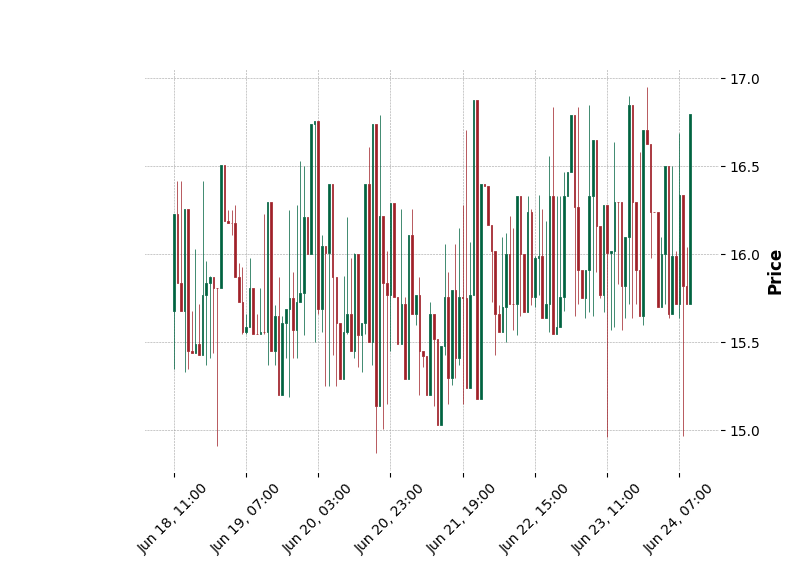 17.0
16.5
16.0
15.5
15.0
Price
Jun 18, 11:00
Jun 19, 07:00
Jun 20, 03:00
Jun 20, 23:00
Jun 21, 19:00
Jun 22, 15:00
Jun 23, 11:00
Jun 24, 07:00